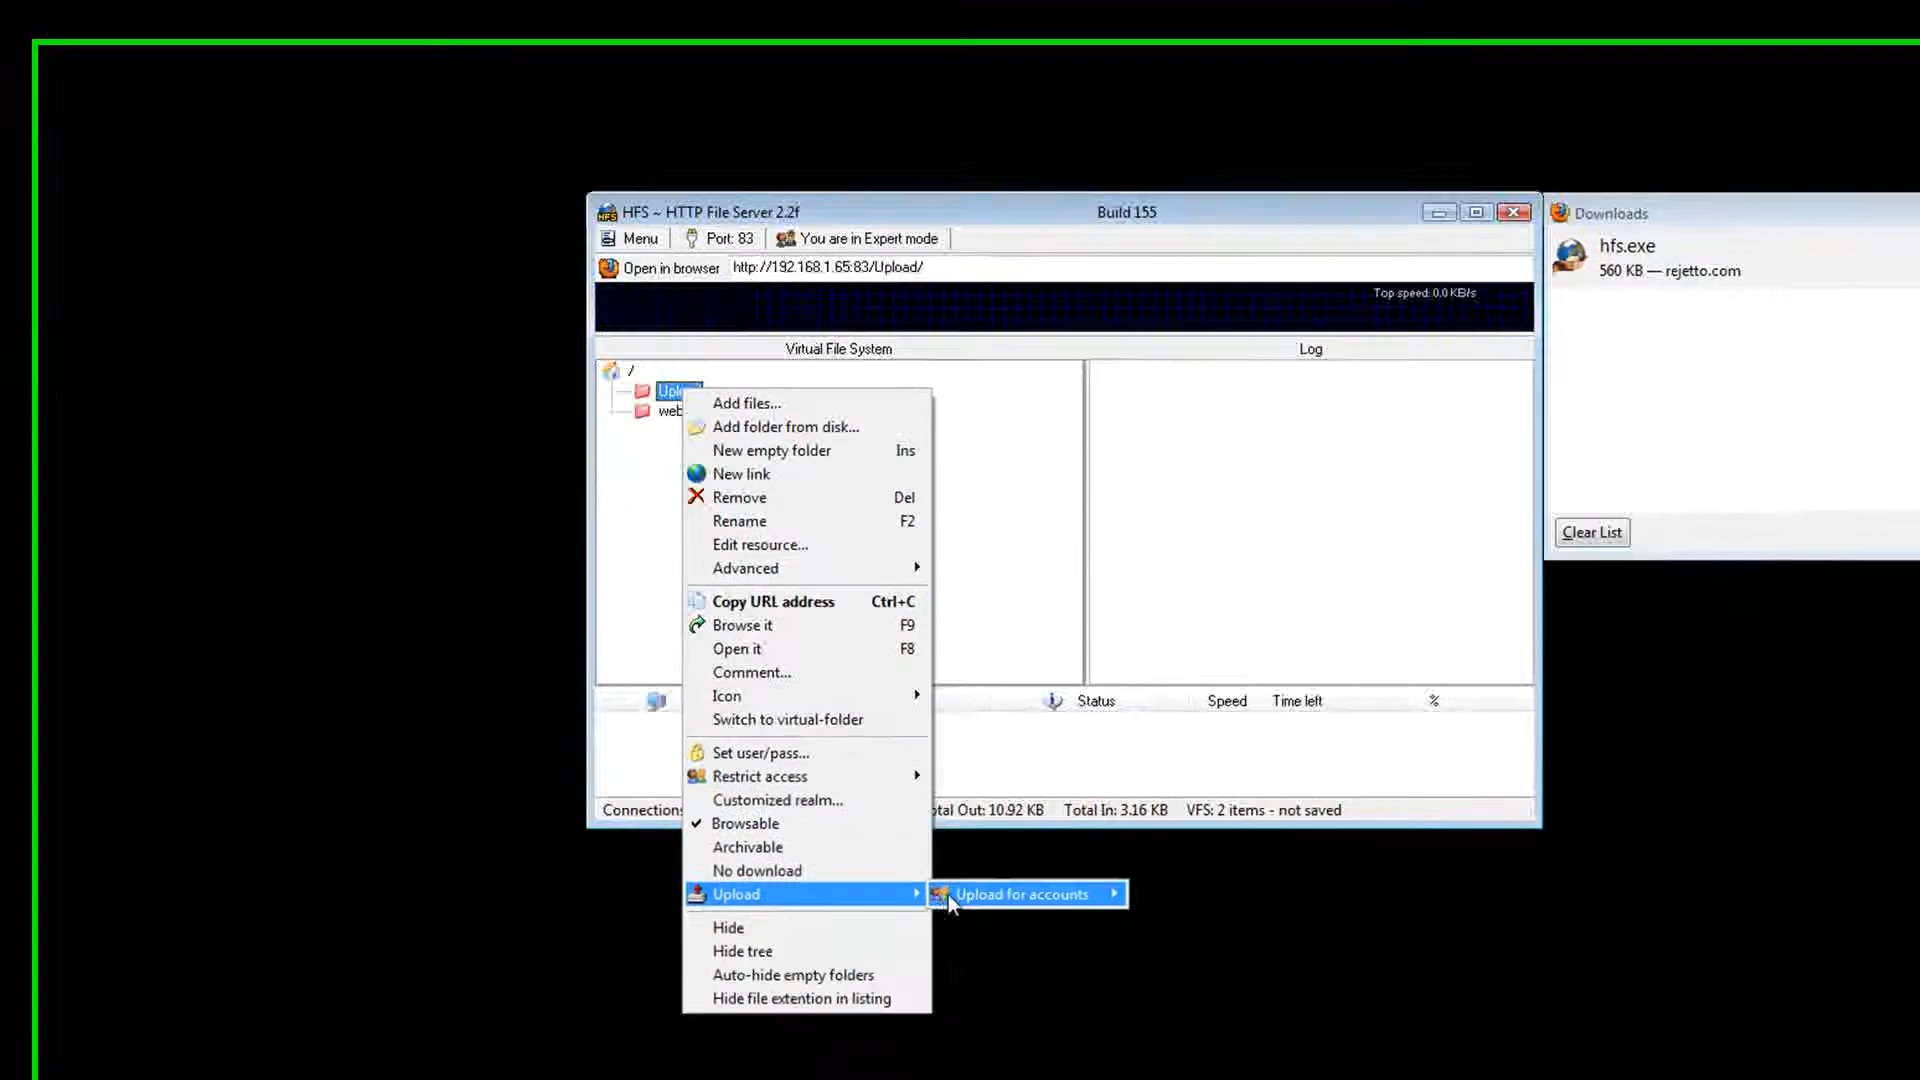 HFS ~ HTTP File Server 2.2f
Build 155
Menu
Port: 83
You are in Expert mode
Open in browser
http://192.168.1.65:83/Upload/
Top speed: 0.0 KB/s
Virtual File System
Log
/
Upl
web
Add files...
Add folder from disk...
New empty folder Ins
New link
Remove Del
Rename F2
Edit resource...
Advanced
Copy URL address Ctrl+C
Browse it F9
Open it F8
Comment...
Icon
Switch to virtual-folder
Set user/pass...
Restrict access
Customized realm...
Browsable
Archivable
No download
Upload
Upload for accounts
Hide
Hide tree
Auto-hide empty folders
Hide file extention in listing
Status
Speed
Time left
%
Connections
otal Out: 10.92 KB
Total In: 3.16 KB
VFS: 2 items - not saved
Downloads
hfs.exe
560 KB — rejetto.com
Clear List